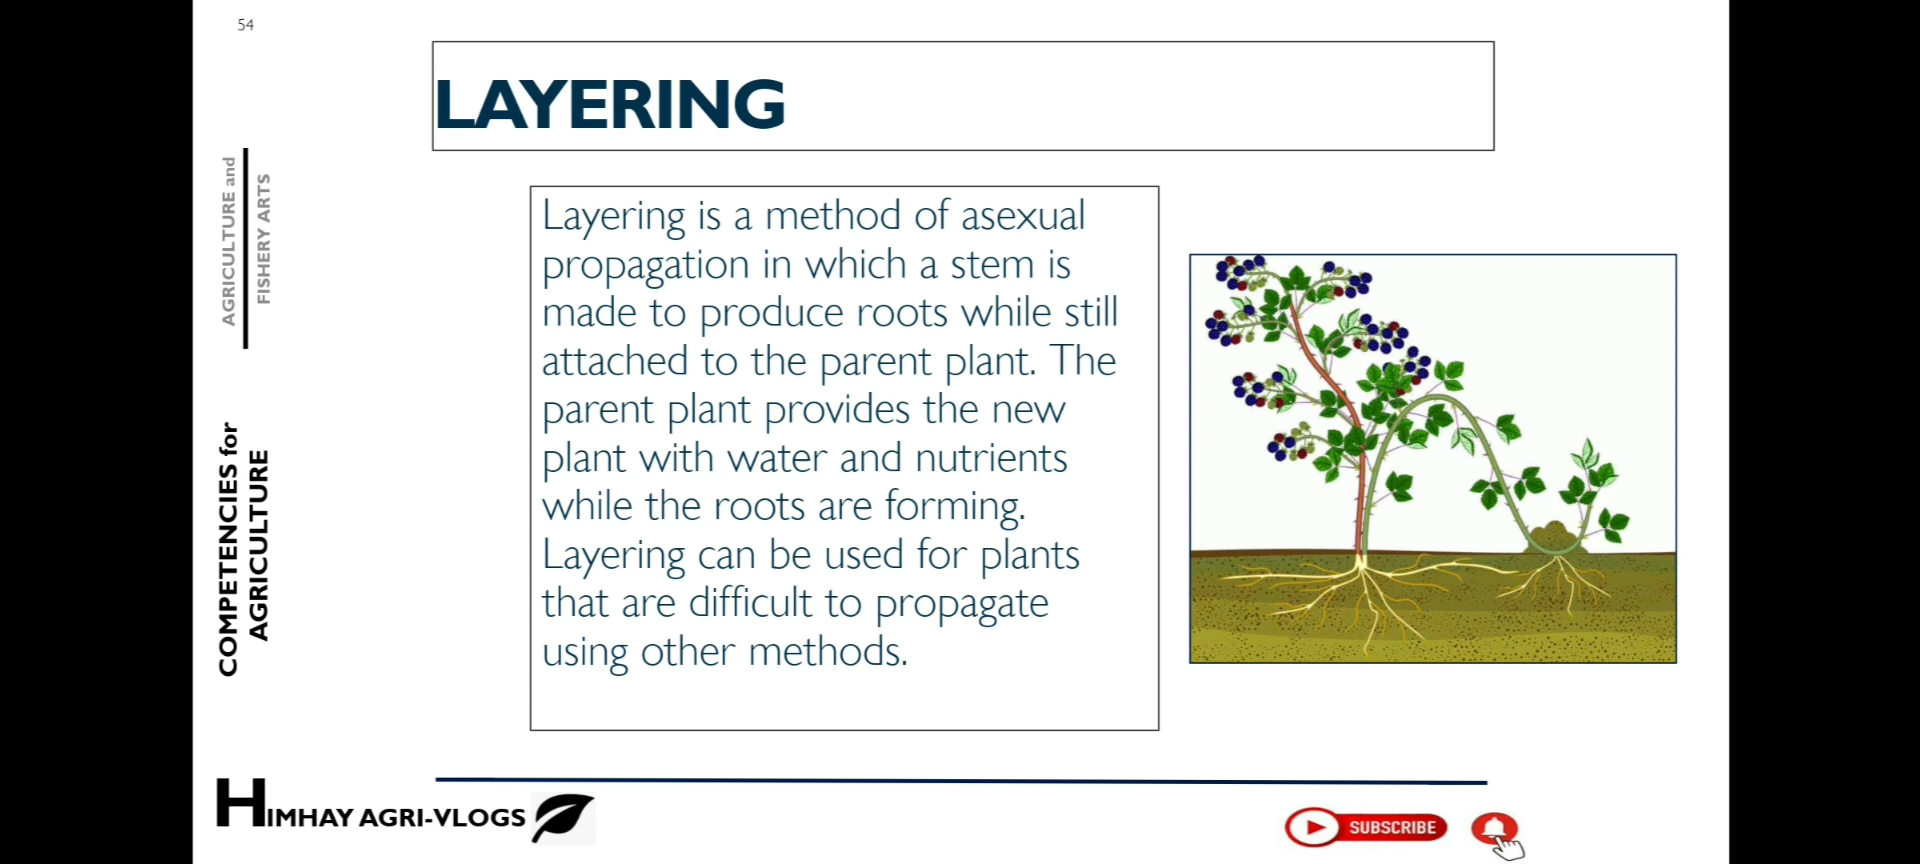 54
LAYERING
AGRICULTURE and
FISHERY ARTS
Layering is a method of asexual
propagation in which a stem is
made to produce roots while still
attached to the parent plant. The
parent plant provides the new
plant with water and nutrients
while the roots are forming.
Layering can be used for plants
that are difficult to propagate
using other methods.
COMPETENCIES for
AGRICULTURE
HIMHAY AGRI-VLOGS
SUBSCRIBE